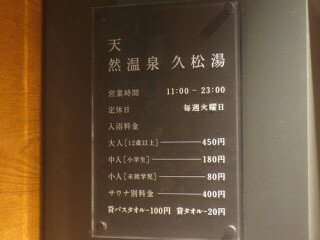 天
然温泉 久松湯
営業時間 11:00-23:00
定休日 毎週火曜日
入浴料金
大人[12歳以上]———450円
中人[小学生]———180円
小人[未就学児]———80円
サウナ別料金———400円
貸バスタオル-100円 貸タオル-20円